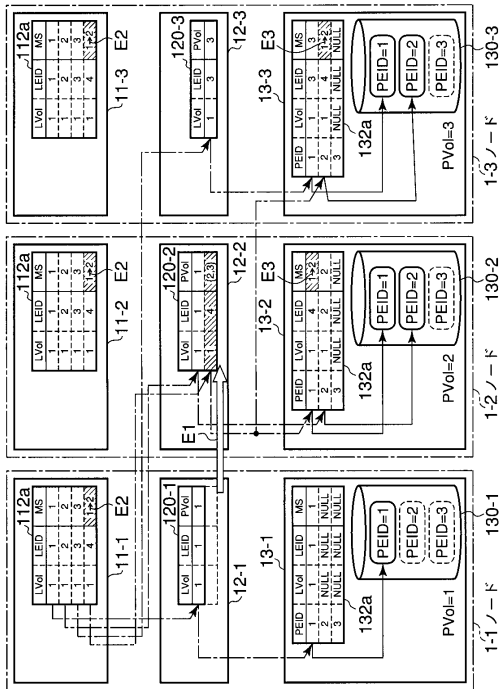 112a
LVol LEID MS
1 1 1
1 2 2
1 3 3
1 4 1→2
E2
11-1
120-1
LVol LEID PVol
1 1 1
12-1
13-1
PEID LVol LEID MS
1 1 1 1
2 NULL NULL NULL
3 NULL NULL NULL
132a
PEID=1
PEID=2
PEID=3
PVol=1
130-1
1-1 ノード
112a
LVol LEID MS
1 1 1
1 2 2
1 3 3
1 4 1→2
E2
11-2
E1
120-2
LVol LEID PVol
1 4 (2,3)
12-2
13-2
E3
PEID LVol LEID MS
1 1 4 1→2
2 1 2 2
3 NULL NULL NULL
132a
PEID=1
PEID=2
PEID=3
PVol=2
130-2
1-2 ノード
112a
LVol LEID MS
1 1 1
1 2 2
1 3 3
1 4 1→2
E2
11-3
120-3
LVol LEID PVol
1 3 3
12-3
13-3
E3
PEID LVol LEID MS
1 1 3 3
2 1 4 1→2
3 NULL NULL NULL
132a
PEID=1
PEID=2
PEID=3
PVol=3
130-3
1-3 ノード